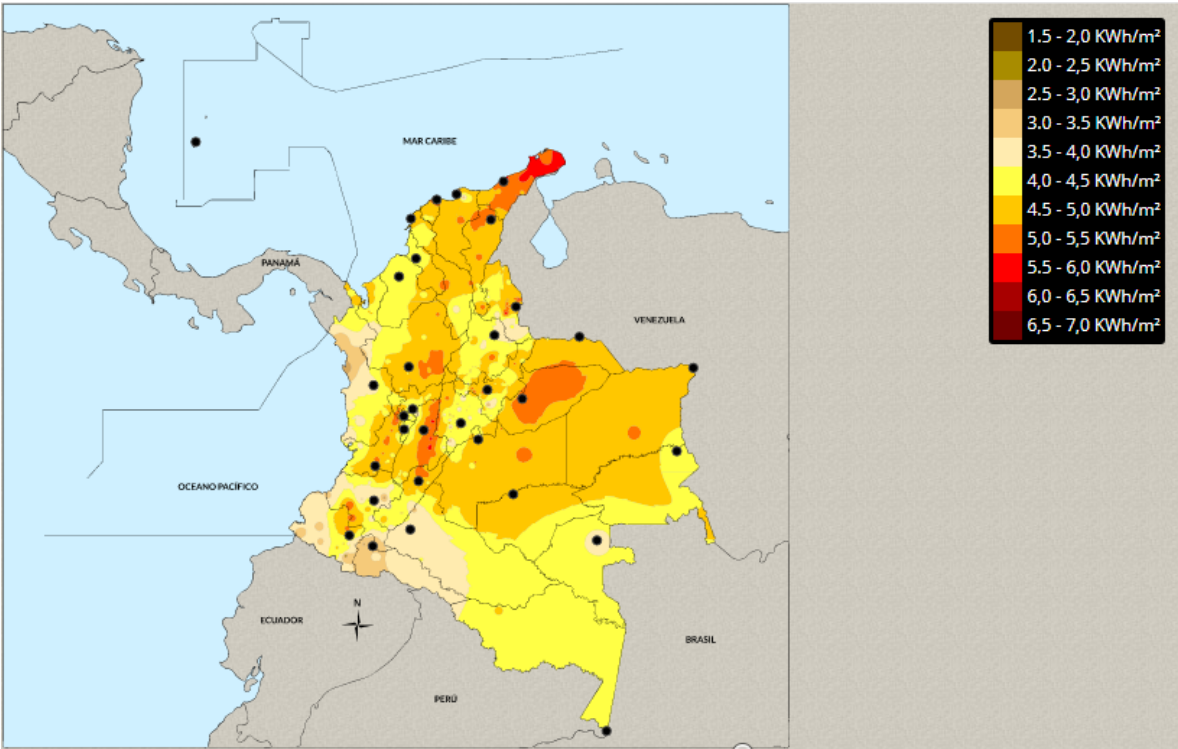 1.5 - 2,0 KWh/m²
2.0 - 2,5 KWh/m²
2.5 - 3,0 KWh/m²
3.0 - 3.5 KWh/m²
3.5 - 4,0 KWh/m²
4,0 - 4,5 KWh/m²
4.5 - 5,0 KWh/m²
5,0 - 5,5 KWh/m²
5.5 - 6,0 KWh/m²
6,0 - 6,5 KWh/m²
6,5 - 7,0 KWh/m²
MAR CARIBE
PANAMÁ
VENEZUELA
OCEANO PACÍFICO
N
ECUADOR
BRASIL
PERÚ